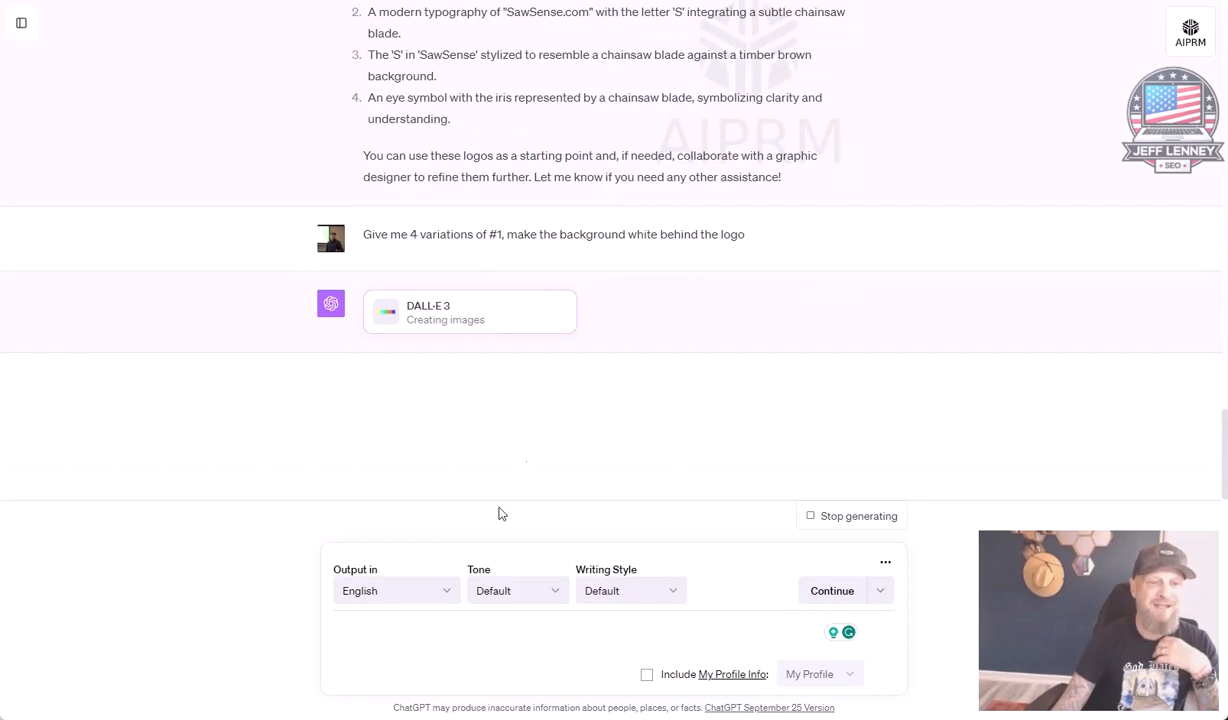 2. A modern typography of "SawSense.com" with the letter 'S' integrating a subtle chainsaw
blade.
3. The 'S' in 'SawSense' stylized to resemble a chainsaw blade against a timber brown
background.
4. An eye symbol with the iris represented by a chainsaw blade, symbolizing clarity and
understanding.
AIPRM
AIPRM
JEFF LENNEY
SEO
You can use these logos as a starting point and, if needed, collaborate with a graphic
designer to refine them further. Let me know if you need any other assistance!
Give me 4 variations of #1, make the background white behind the logo
DALL·E 3
Creating images
Stop generating
Output in
Tone
Writing Style
English
Default
Default
Continue
Include My Profile Info:
My Profile
ChatGPT may produce inaccurate information about people, places, or facts. ChatGPT September 25 Version